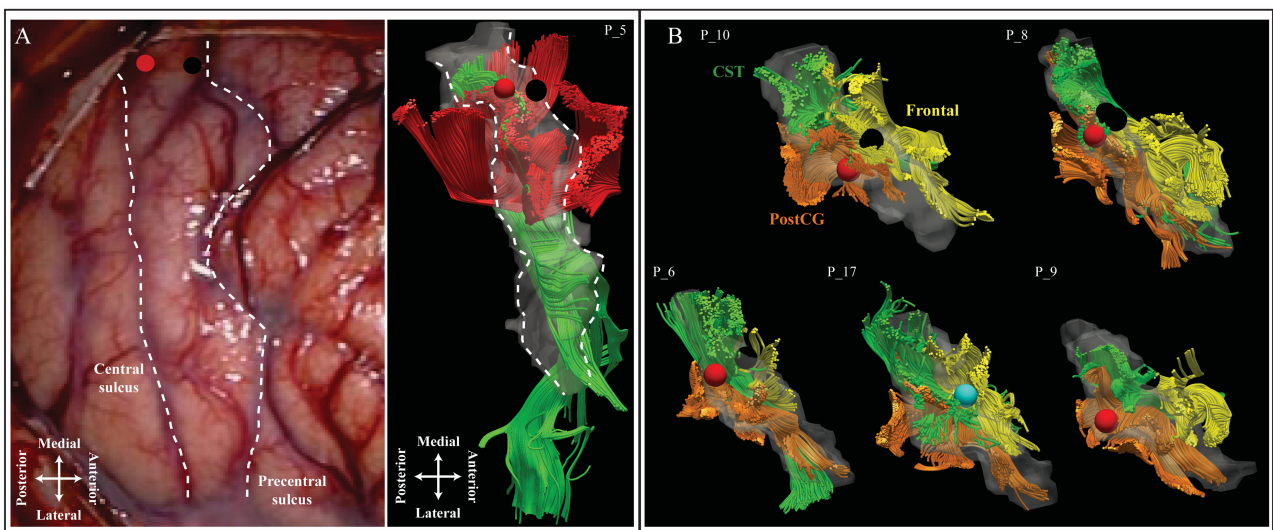 A
P_5
Central
sulcus
Precentral
sulcus
Medial
Posterior
Anterior
Lateral
Medial
Posterior
Anterior
Lateral
B
P_10
CST
Frontal
PostCG
P_8
P_6
P_17
P_9